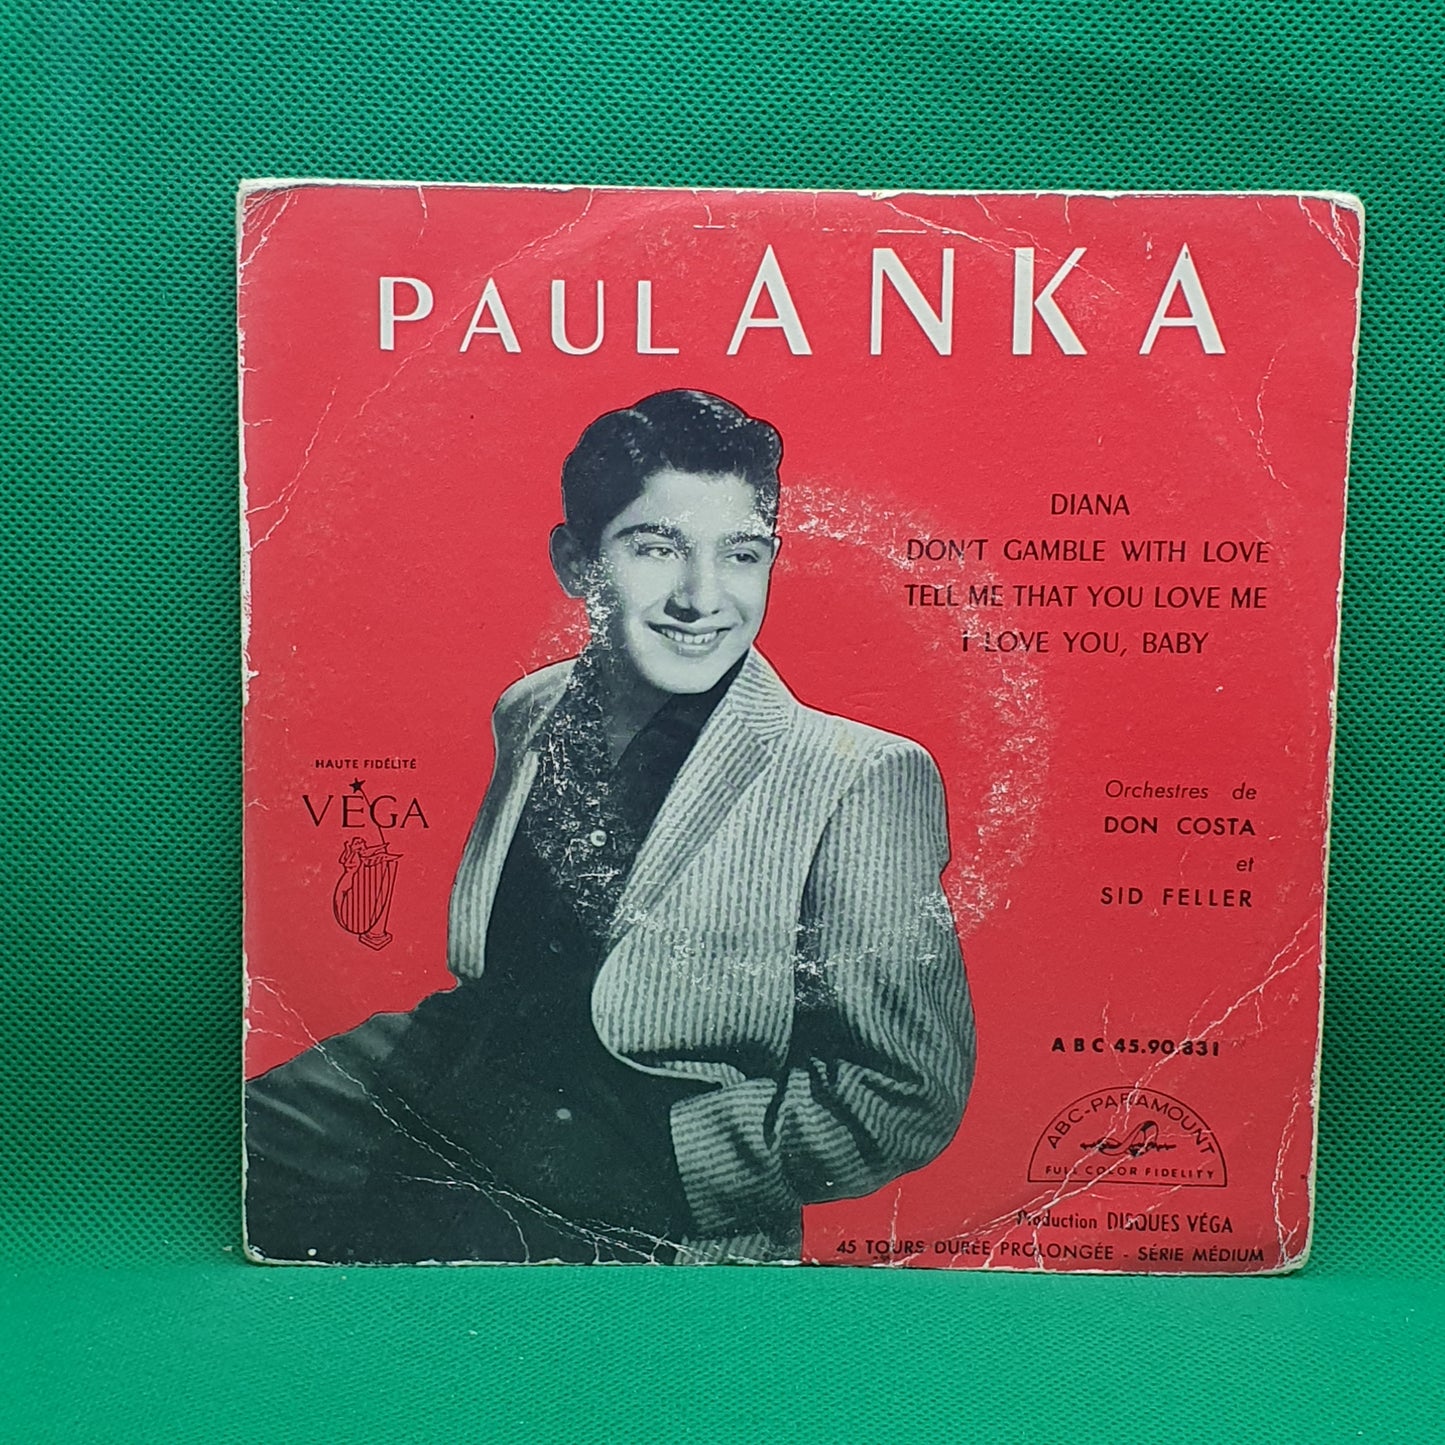 PAUL ANKA
DIANA
DON'T GAMBLE WITH LOVE
TELL ME THAT YOU LOVE ME
I LOVE YOU, BABY
HAUTE FIDÉLITÉ
VÉGA
Orchestres de
DON COSTA
et
SID FELLER
ABC 45.90.831
ABC-PARAMOUNT
FULL COLOR FIDELITY
Production DISQUES VÉGA
45 TOURS DURÉE PROLONGÉE - SÉRIE MÉDIUM